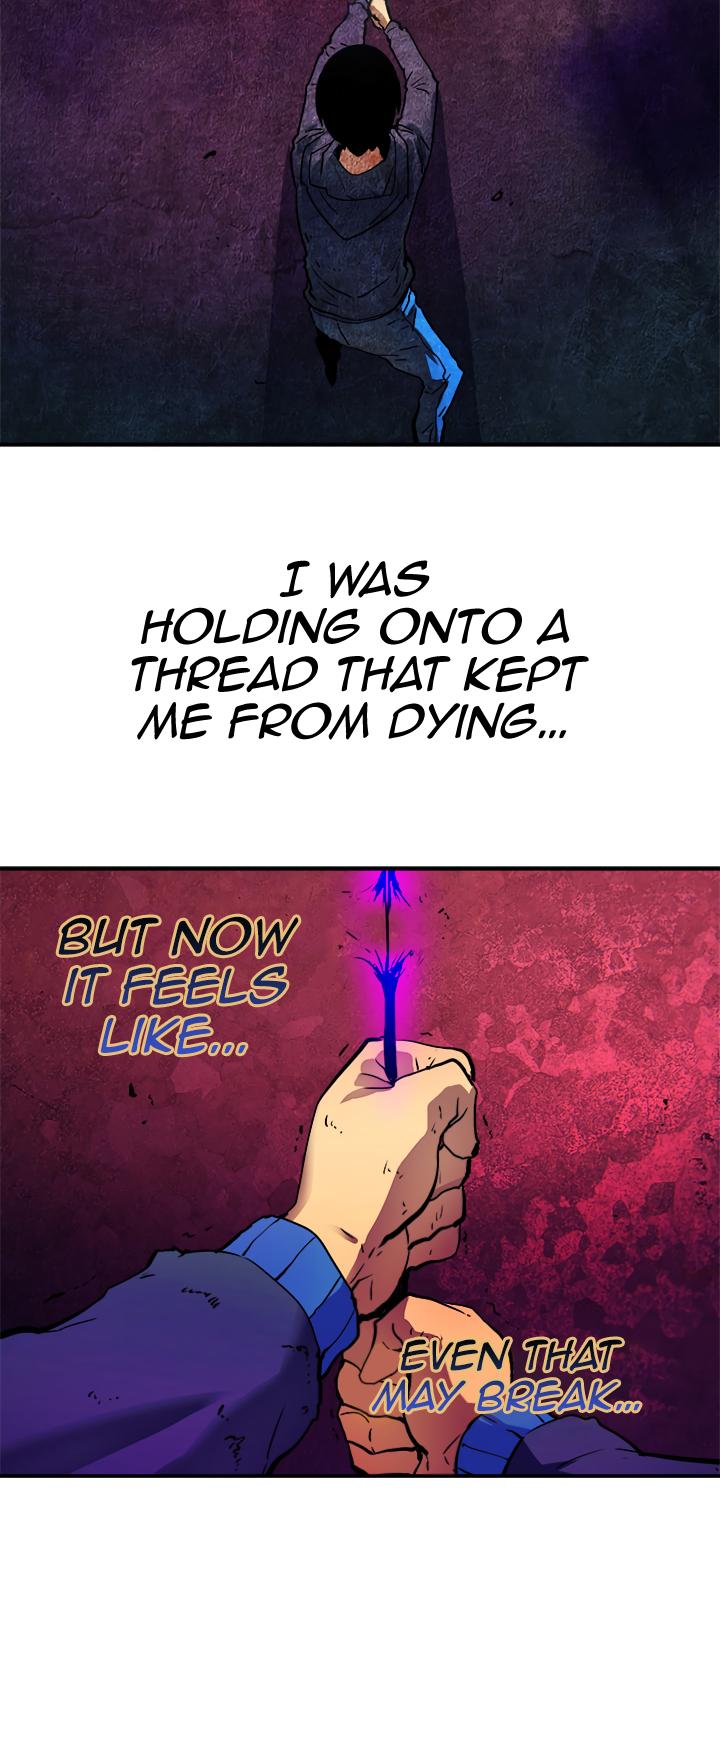 I WAS
HOLDING ONTO A
THREAD THAT KEPT
ME FROM DYING...
BUT NOW
IT FEELS
LIKE...
EVEN THAT
MAY BREAK...